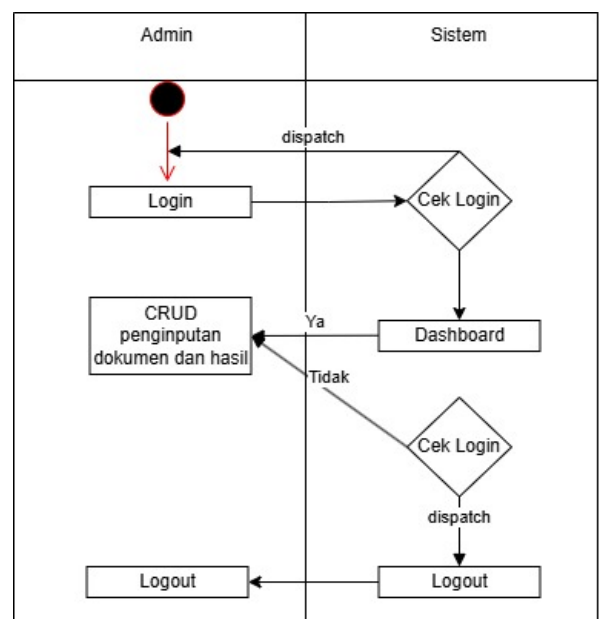 Admin
Sistem
dispatch
Login
Cek Login
CRUD
penginputan
dokumen dan hasil
Ya
Dashboard
Tidak
Cek Login
dispatch
Logout
Logout